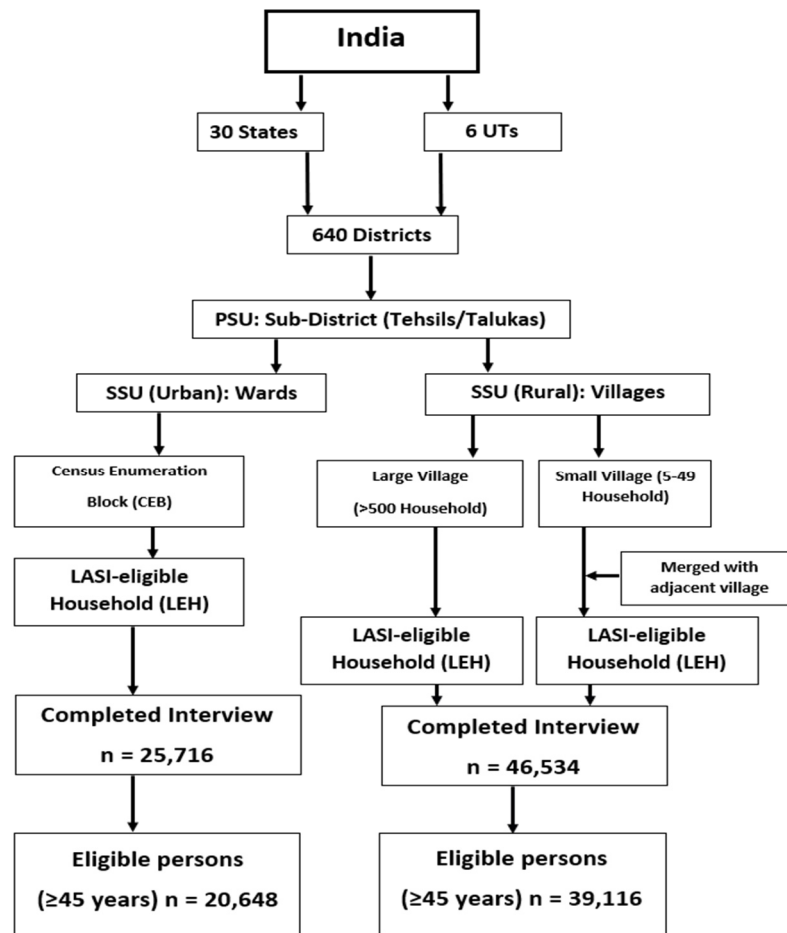 India
30 States
6 UTs
640 Districts
PSU: Sub-District (Tehsils/Talukas)
SSU (Urban): Wards
SSU (Rural): Villages
Census Enumeration
Block (CEB)
Large Village
(>500 Household)
Small Village (5-49
Household)
LASI-eligible
Household (LEH)
Merged with
adjacent village
LASI-eligible
Household (LEH)
LASI-eligible
Household (LEH)
Completed Interview
n = 25,716
Completed Interview
n = 46,534
Eligible persons
(≥45 years) n = 20,648
Eligible persons
(≥45 years) n = 39,116